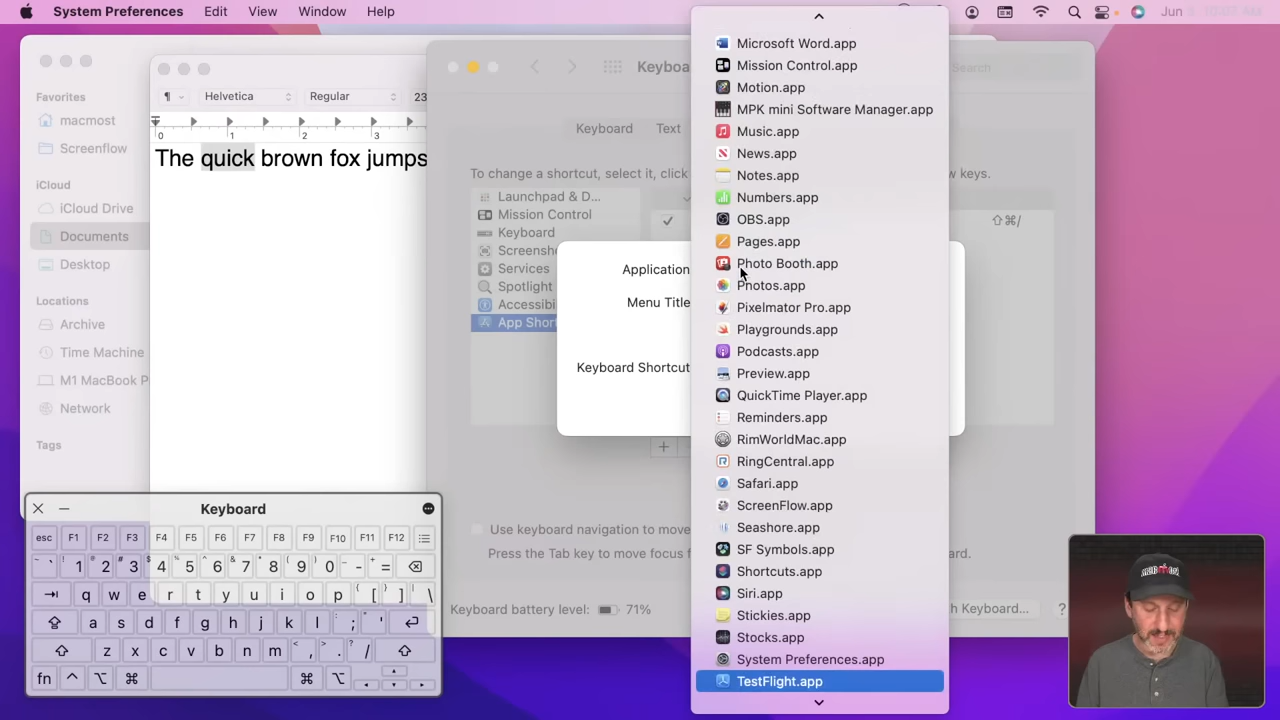 System Preferences Edit View Window Help
Jun
Favorites
macmost
Screenflow
iCloud
iCloud Drive
Documents
Desktop
Locations
Archive
Time Machine
M1 MacBook P
Network
Tags
¶ Helvetica Regular 23
0 1 2 3
The quick brown fox jumps
Keyboa
Search
Keyboard Text
To change a shortcut, select it, click
w keys.
Launchpad & D...
Mission Control
Keyboard
Screensh
Services
Spotlight
Accessibi
App Shor
⇧⌘/
Application
Menu Title
Keyboard Shortcut
+
Use keyboard navigation to move
Press the Tab key to move focus f
rd.
Keyboard battery level: 71%
h Keyboard...
?
Microsoft Word.app
Mission Control.app
Motion.app
MPK mini Software Manager.app
Music.app
News.app
Notes.app
Numbers.app
OBS.app
Pages.app
Photo Booth.app
Photos.app
Pixelmator Pro.app
Playgrounds.app
Podcasts.app
Preview.app
QuickTime Player.app
Reminders.app
RimWorldMac.app
RingCentral.app
Safari.app
ScreenFlow.app
Seashore.app
SF Symbols.app
Shortcuts.app
Siri.app
Stickies.app
Stocks.app
System Preferences.app
TestFlight.app
Keyboard
esc F1 F2 F3 F4 F5 F6 F7 F8 F9 F10 F11 F12
~ ` ! 1 @ 2 # 3 $ 4 % 5 ^ 6 & 7 * 8 ( 9 ) 0 _ - + =
q w e r t y u i o p { [ } ] | \
a s d f g h j k l : ; " '
z x c v b n m < , > . ? /
fn ^ ⌥ ⌘ ⌘ ⌥